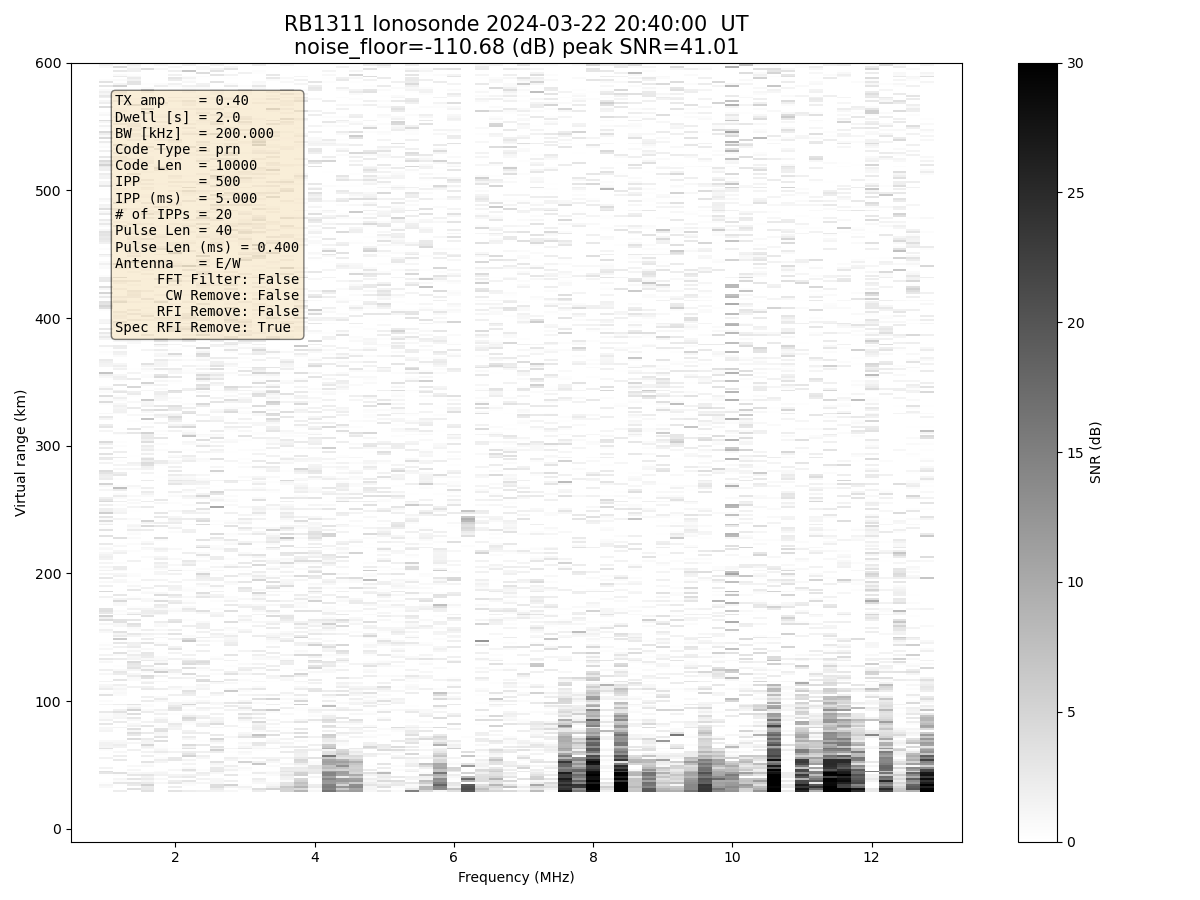 RB1311 Ionosonde 2024-03-22 20:40:00  UT
noise_floor=-110.68 (dB) peak SNR=41.01
TX amp    = 0.40
Dwell [s] = 2.0
BW [kHz]  = 200.000
Code Type = prn
Code Len  = 10000
IPP       = 500
IPP (ms)  = 5.000
# of IPPs = 20
Pulse Len = 40
Pulse Len (ms) = 0.400
Antenna   = E/W
FFT Filter: False
CW Remove: False
RFI Remove: False
Spec RFI Remove: True
Virtual range (km)
600
500
400
300
200
100
0
2 4 6 8 10 12
Frequency (MHz)
30
25
20
15
10
5
0
SNR (dB)